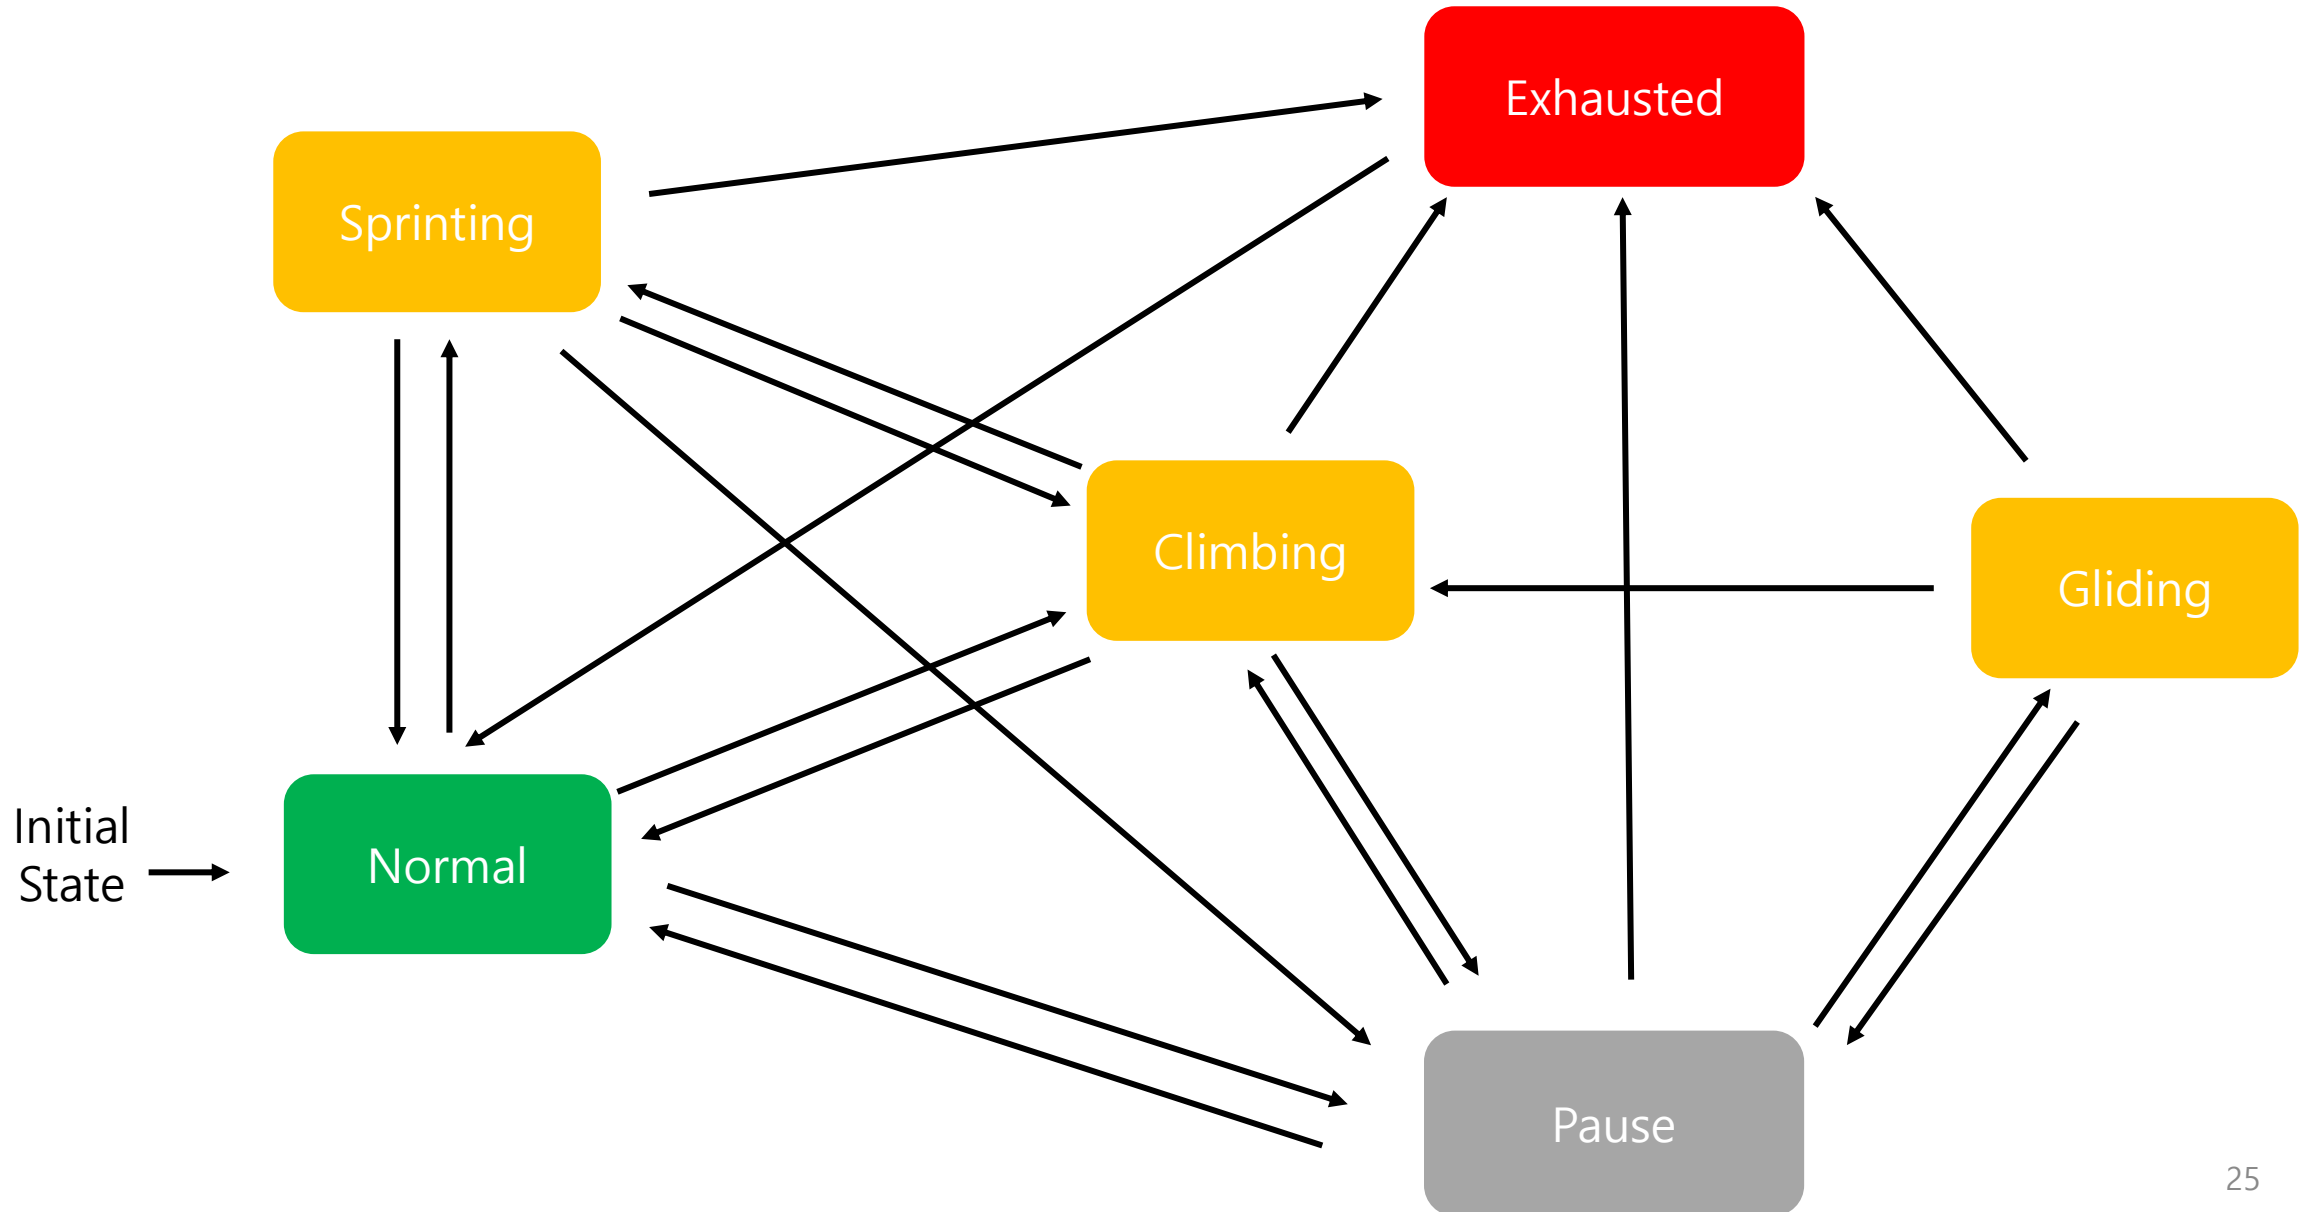 Exhausted
Sprinting
Climbing
Gliding
Initial
State
Normal
Pause
25